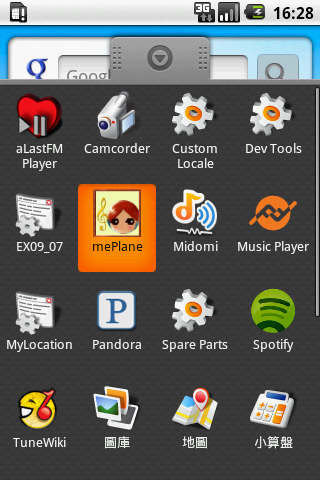 3G
16:28
g
Goog
aLastFM
Player
Camcorder
Custom
Locale
Dev Tools
EX09_07
mePlane
Midomi
Music Player
MyLocation
P
Pandora
Spare Parts
Spotify
TuneWiki
圖庫
地圖
小算盤